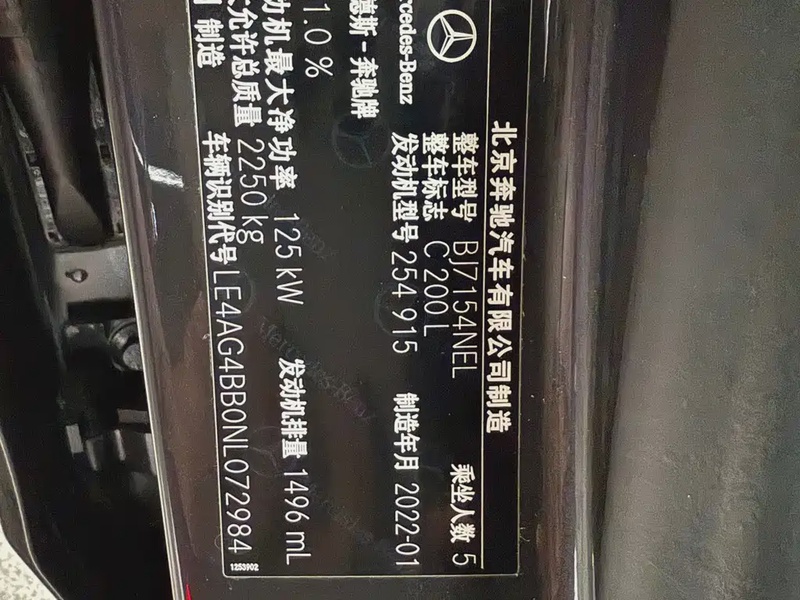 北京奔驰汽车有限公司制造
Mercedes-Benz
整车型号 BJ7154NEL 乘坐人数 5
德斯-奔驰牌 整车标志 C 200 L
发动机型号 254 915 制造年月 2022-01
1.0 %
动机最大净功率 125 kW 发动机排量 1496 mL
大允许总质量 2250 kg
制造 车辆识别代号 LE4AG4BB0NL072984
1253902